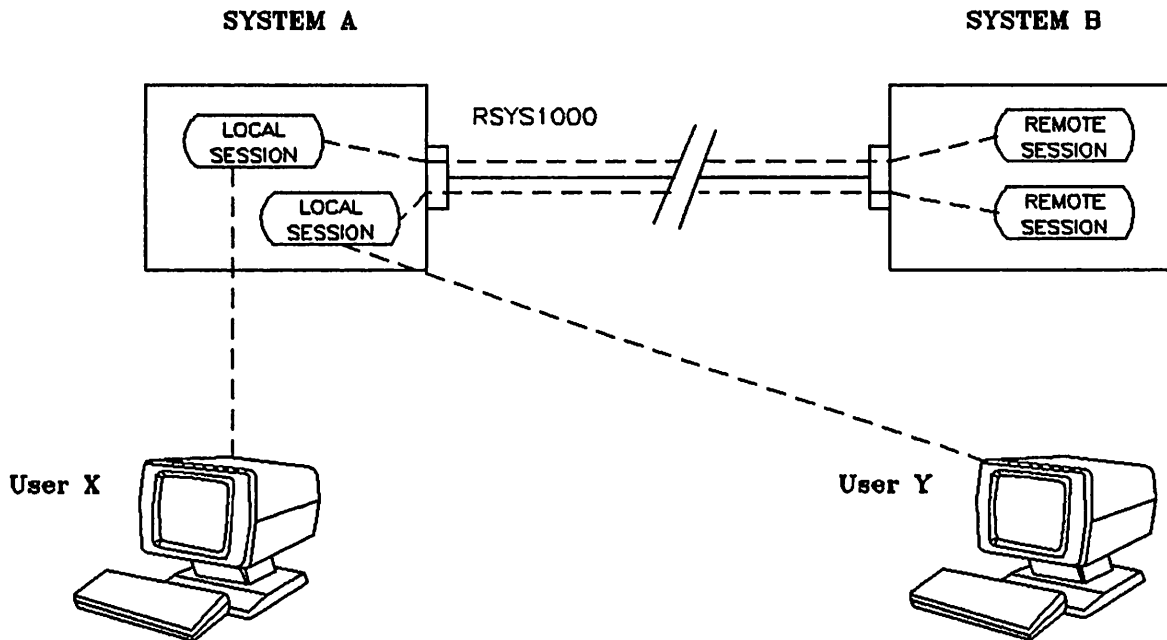 SYSTEM A
SYSTEM B
RSYS1000
LOCAL
SESSION
LOCAL
SESSION
REMOTE
SESSION
REMOTE
SESSION
User X
User Y